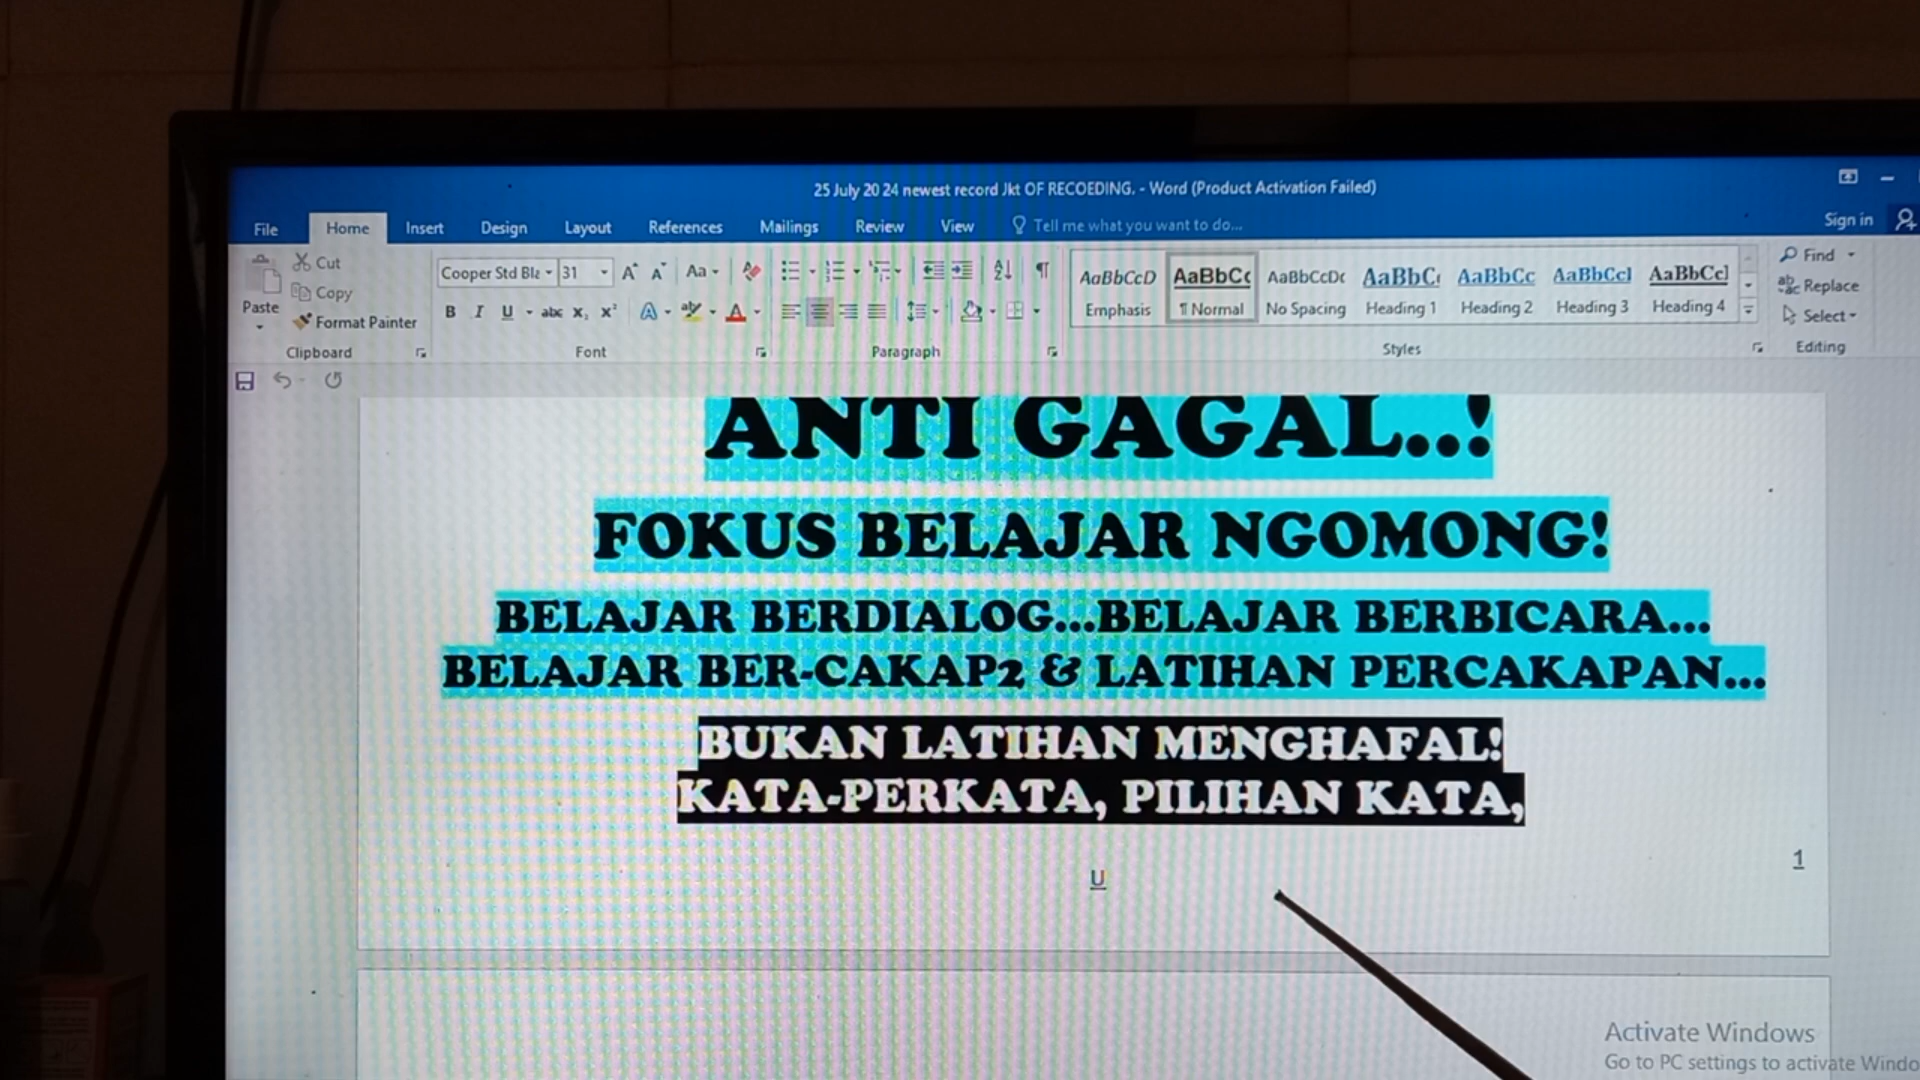 25 July 20 24 newest record Jkt OF RECOEDING. - Word (Product Activation Failed)
File Home Insert Design Layout References Mailings Review View Tell me what you want to do... Sign in
Cut
Copy
Format Painter
Paste
Clipboard
Cooper Std Bla 31
Font
Paragraph
AaBbCcD AaBbCc AaBbCcDc AaBbC AaBbCc AaBbCcl AaBbCcl
Emphasis ¶ Normal No Spacing Heading 1 Heading 2 Heading 3 Heading 4
Styles
Find
Replace
Select
Editing
ANTI GAGAL..!
FOKUS BELAJAR NGOMONG!
BELAJAR BERDIALOG...BELAJAR BERBICARA...
BELAJAR BER-CAKAP2 & LATIHAN PERCAKAPAN...
BUKAN LATIHAN MENGHAFAL!
KATA-PERKATA, PILIHAN KATA,
1
U
Activate Windows
Go to PC settings to activate Windo